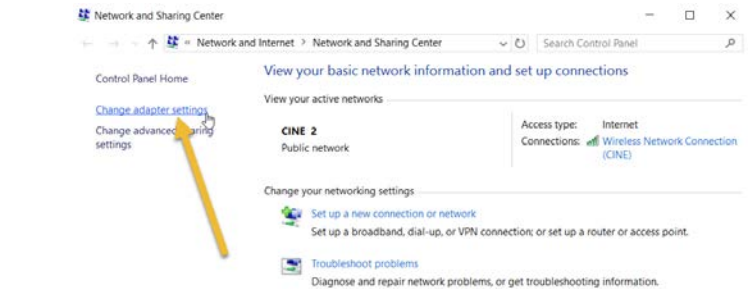 Network and Sharing Center
« Network and Internet > Network and Sharing Center
Search Control Panel
Control Panel Home
Change adapter settings
Change advanced sharing
settings
View your basic network information and set up connections
View your active networks
CINE 2
Public network
Access type: Internet
Connections: Wireless Network Connection
(CINE)
Change your networking settings
Set up a new connection or network
Set up a broadband, dial-up, or VPN connection; or set up a router or access point.
Troubleshoot problems
Diagnose and repair network problems, or get troubleshooting information.